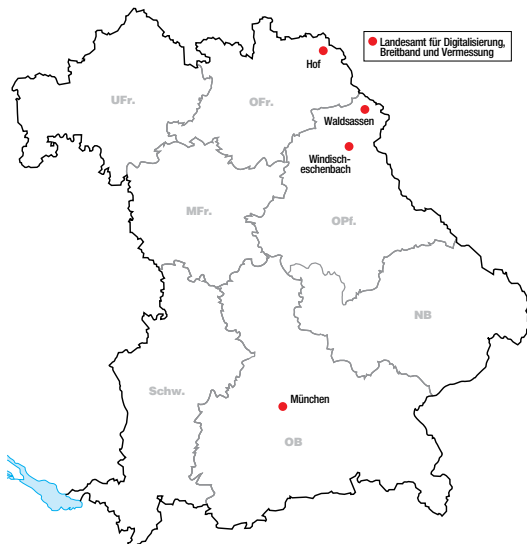 Landesamt für Digitalisierung,
Breitband und Vermessung
Hof
UFr.
OFr.
Waldsassen
Windisch-
eschenbach
MFr.
OPf.
NB
Schw.
München
OB